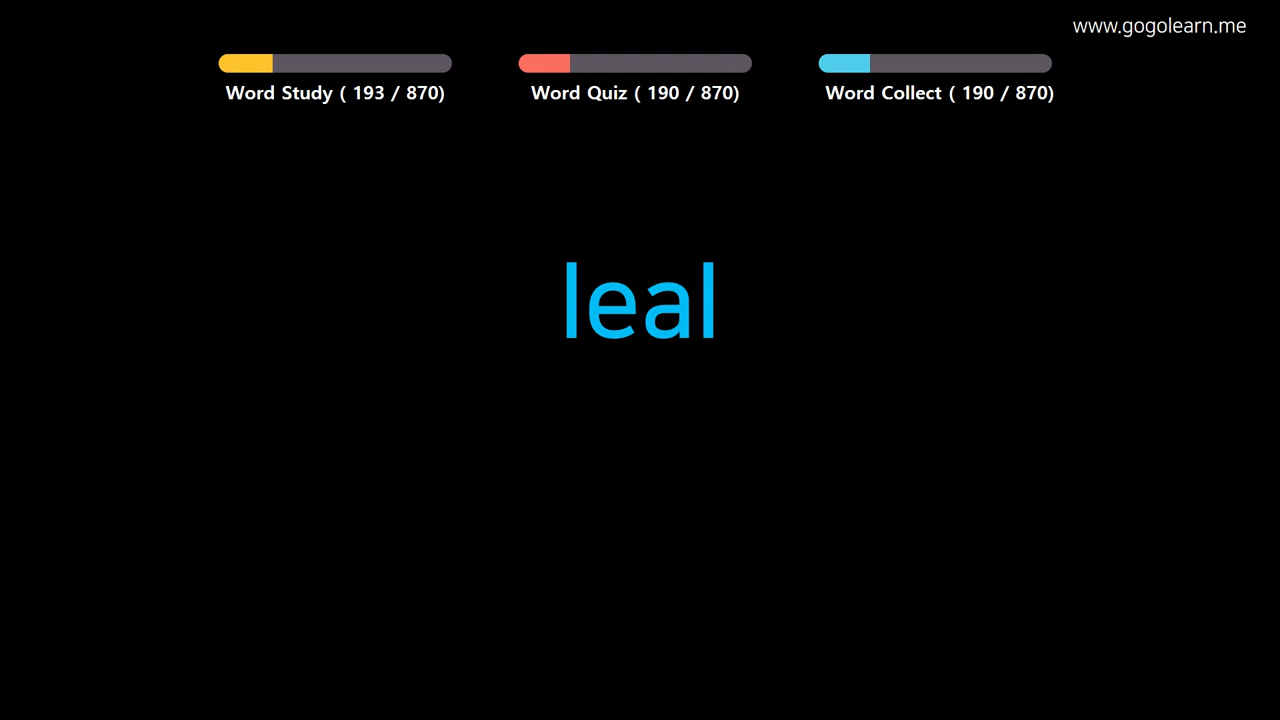 www.gogolearn.me
Word Study ( 193 / 870)
Word Quiz ( 190 / 870)
Word Collect ( 190 / 870)
leal